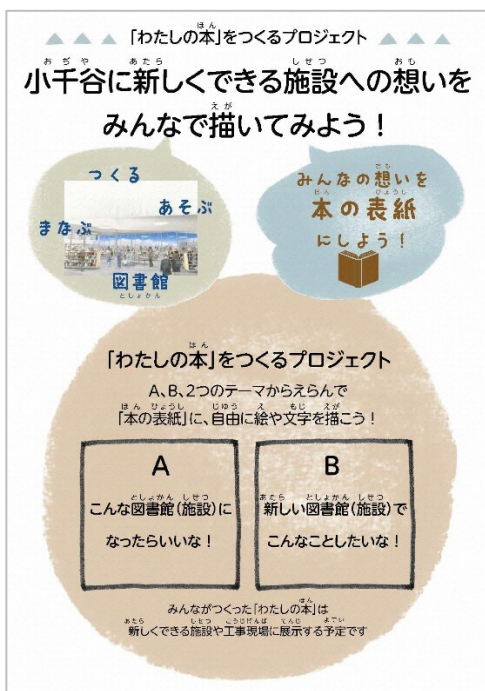 「わたしの本」をつくるプロジェクト
小千谷に新しくできる施設への想いを
みんなで描いてみよう！
つくる
あそぶ
まなぶ
図書館
みんなの想いを
本の表紙
にしよう！
「わたしの本」をつくるプロジェクト
A、B、2つのテーマからえらんで
「本の表紙」に、自由に絵や文字を描こう！
A
こんな図書館(施設)に
なったらいいな！
B
新しい図書館(施設)で
こんなことしたいな！
みんながつくった「わたしの本」は
新しくできる施設や工事現場に展示する予定です